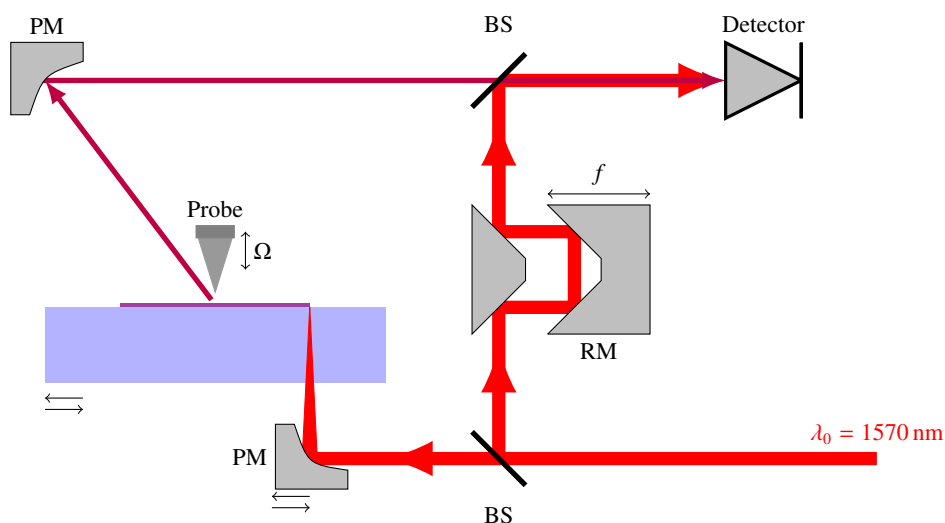 PM
BS
Detector
f
Probe
Ω
RM
λ₀ = 1570 nm
PM
BS